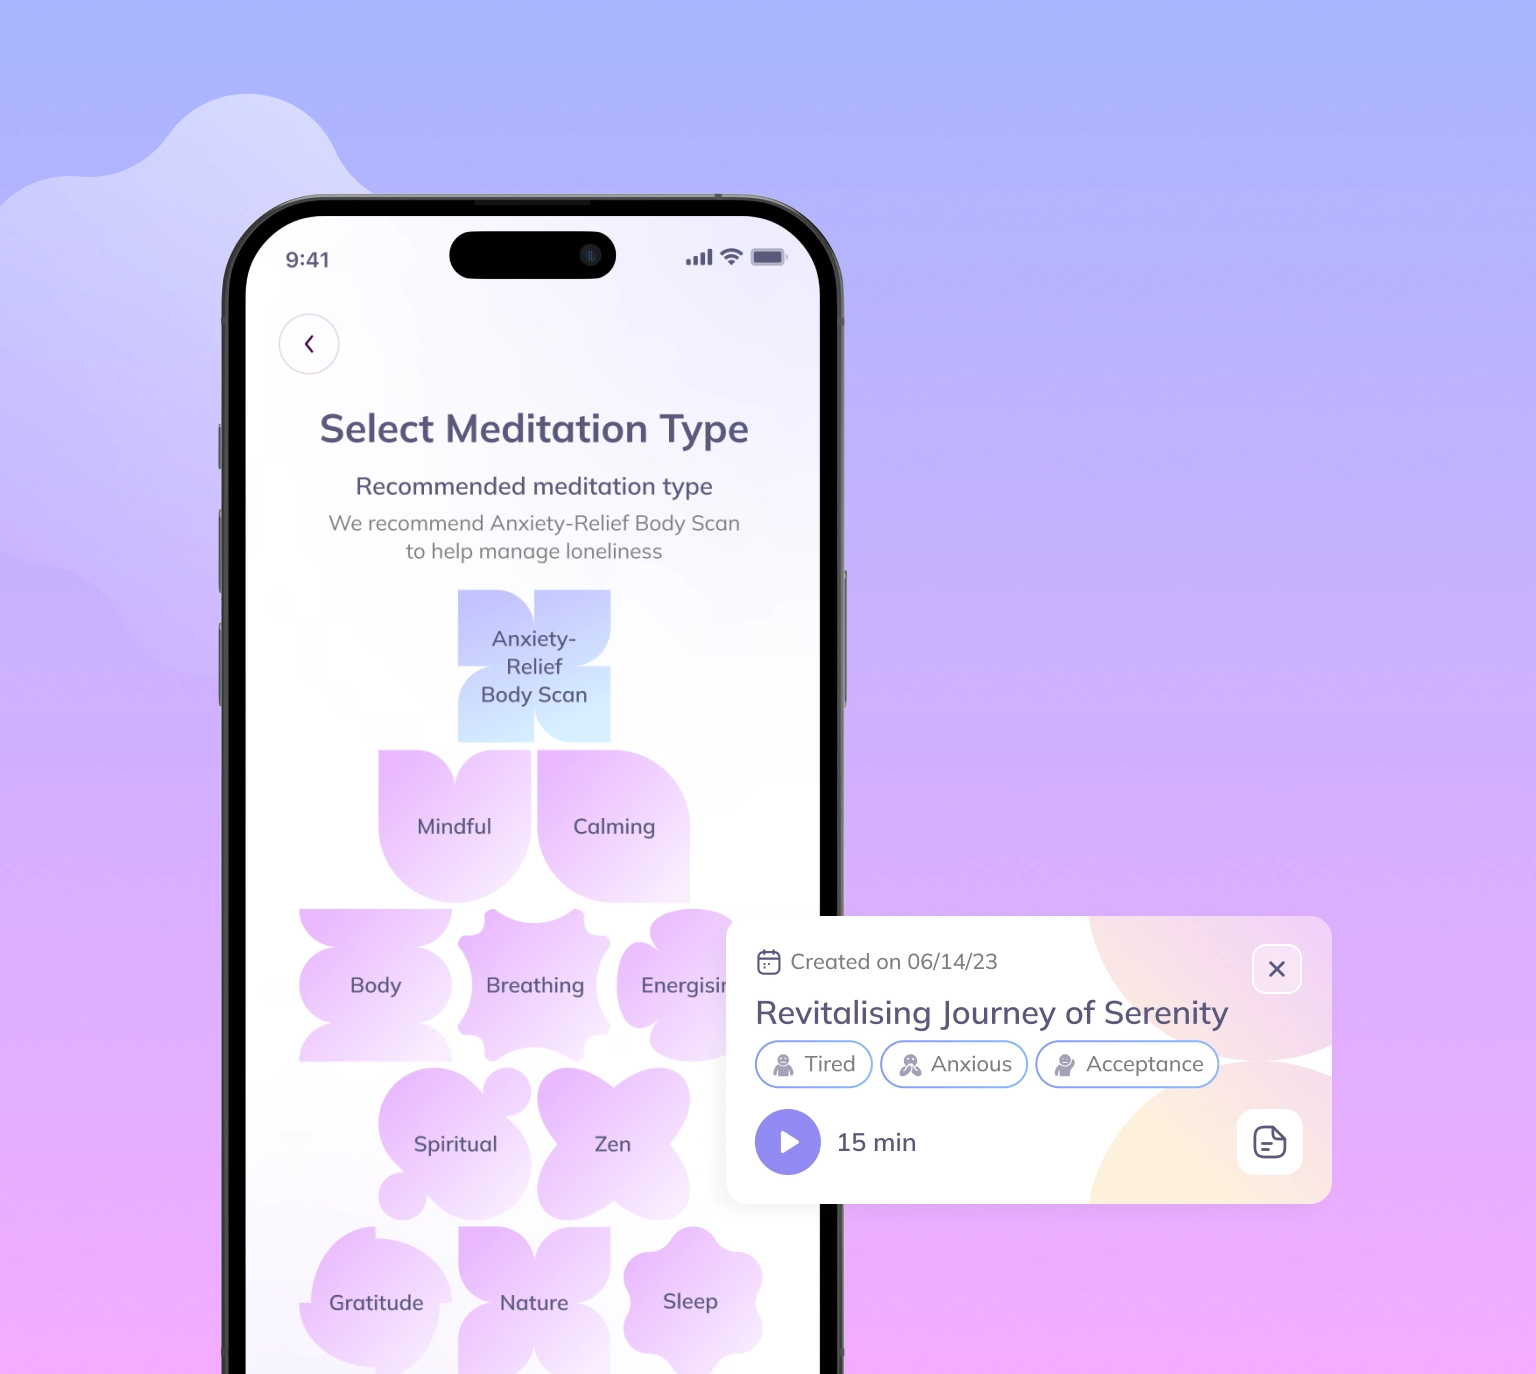 9:41
Select Meditation Type
Recommended meditation type
We recommend Anxiety-Relief Body Scan
to help manage loneliness
Anxiety-
Relief
Body Scan
Mindful
Calming
Body
Breathing
Energisin
Created on 06/14/23
Revitalising Journey of Serenity
Tired
Anxious
Acceptance
15 min
Spiritual
Zen
Gratitude
Nature
Sleep